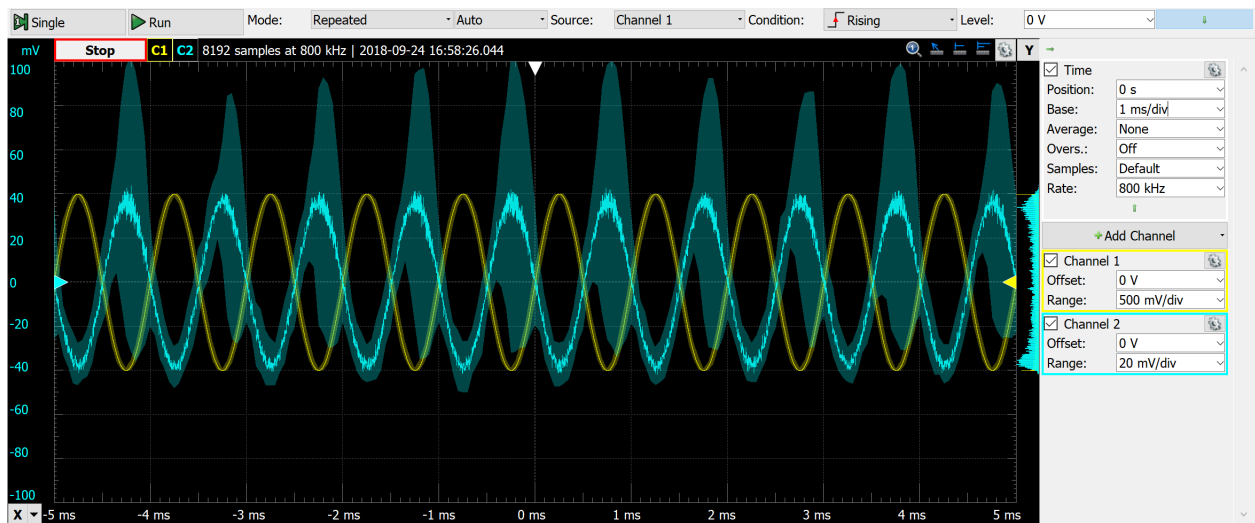 Single Run Mode: Repeated Auto Source: Channel 1 Condition: Rising Level: 0 V
mV Stop C1 C2 8192 samples at 800 kHz | 2018-09-24 16:58:26.044 Y
100
80
60
40
20
0
-20
-40
-60
-80
-100
X -5 ms -4 ms -3 ms -2 ms -1 ms 0 ms 1 ms 2 ms 3 ms 4 ms 5 ms
Time
Position: 0 s
Base: 1 ms/div
Average: None
Overs.: Off
Samples: Default
Rate: 800 kHz
Add Channel
Channel 1
Offset: 0 V
Range: 500 mV/div
Channel 2
Offset: 0 V
Range: 20 mV/div